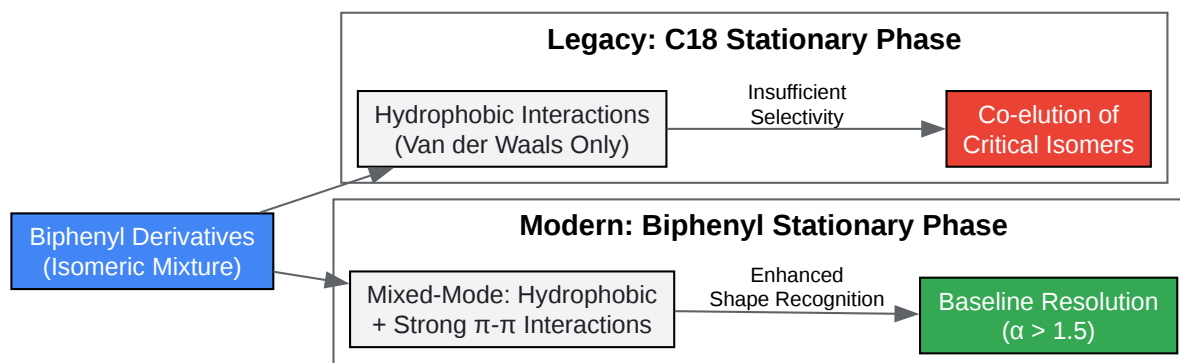 Legacy: C18 Stationary Phase
Hydrophobic Interactions
(Van der Waals Only)
Insufficient
Selectivity
Co-elution of
Critical Isomers
Biphenyl Derivatives
(Isomeric Mixture)
Modern: Biphenyl Stationary Phase
Mixed-Mode: Hydrophobic
+ Strong π-π Interactions
Enhanced
Shape Recognition
Baseline Resolution
(α > 1.5)